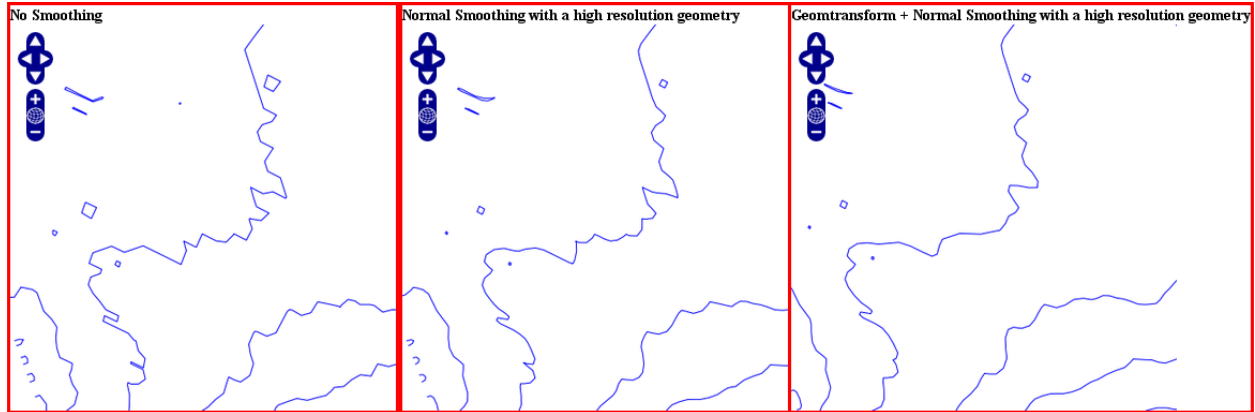 No Smoothing
Normal Smoothing with a high resolution geometry
Geomtransform + Normal Smoothing with a high resolution geometry